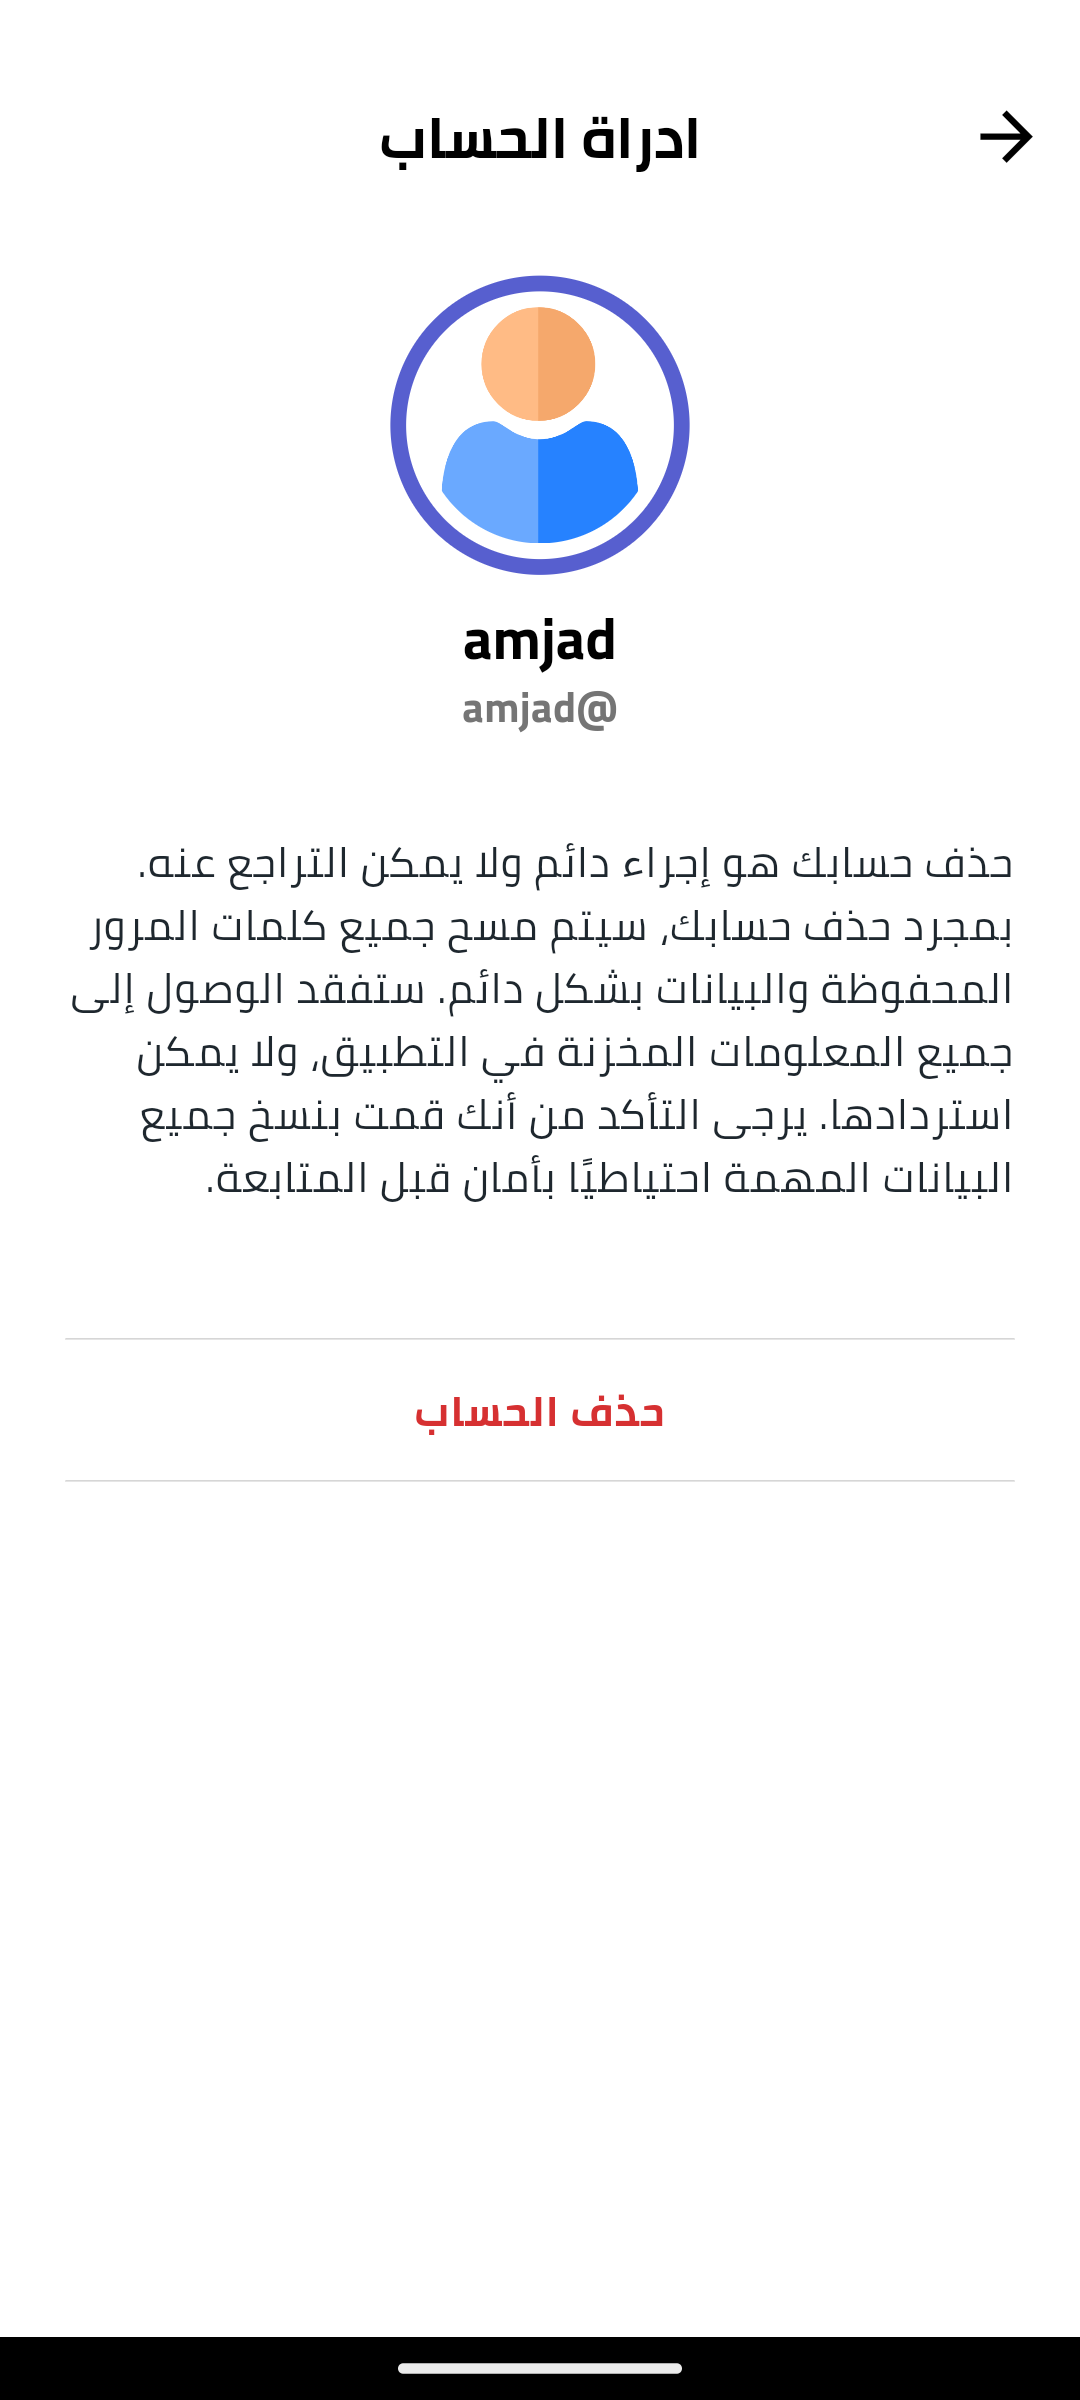 ادراة الحساب
amjad
amjad@
حذف حسابك هو إجراء دائم ولا يمكن التراجع عنه.
بمجرد حذف حسابك، سيتم مسح جميع كلمات المرور
المحفوظة والبيانات بشكل دائم. ستفقد الوصول إلى
جميع المعلومات المخزنة في التطبيق، ولا يمكن
استردادها. يرجى التأكد من أنك قمت بنسخ جميع
البيانات المهمة احتياطيًا بأمان قبل المتابعة.
حذف الحساب